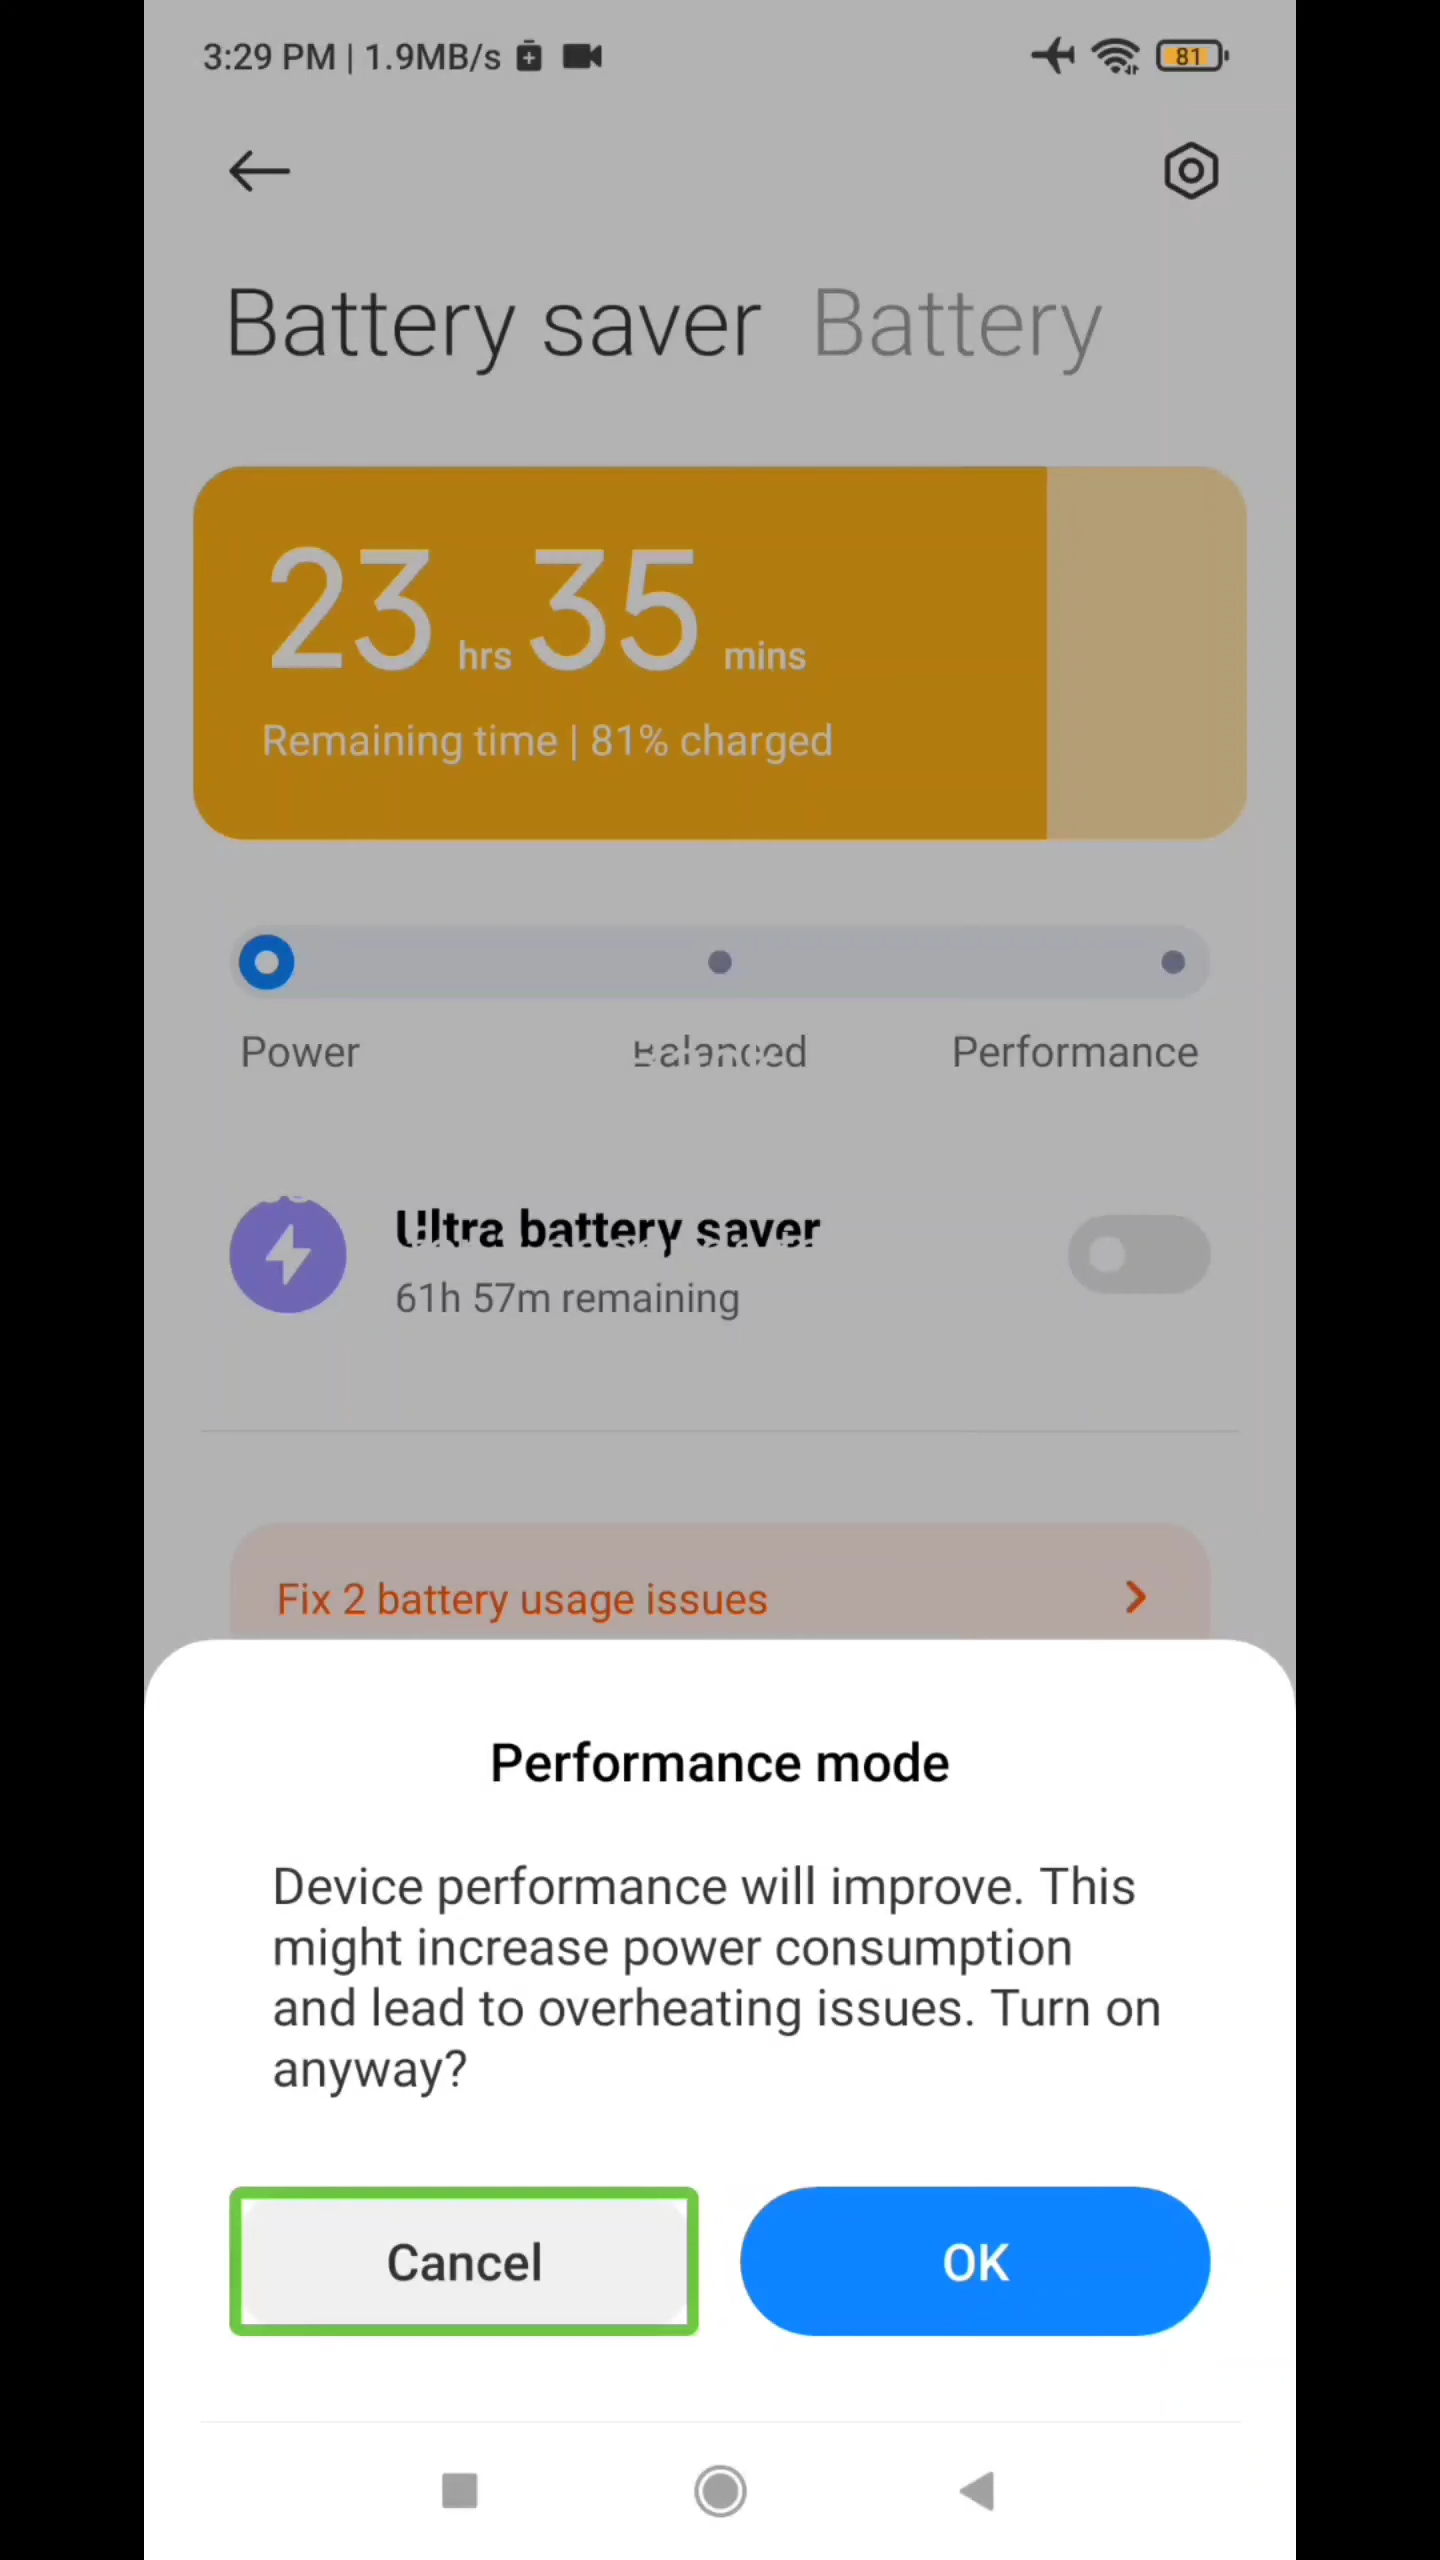 3:29 PM | 1.9MB/s
81
Battery saver Battery
23 hrs 35 mins
Remaining time | 81% charged
Power Balanced Performance
Ultra battery saver
61h 57m remaining
Fix 2 battery usage issues
Performance mode
Device performance will improve. This
might increase power consumption
and lead to overheating issues. Turn on
anyway?
Cancel OK